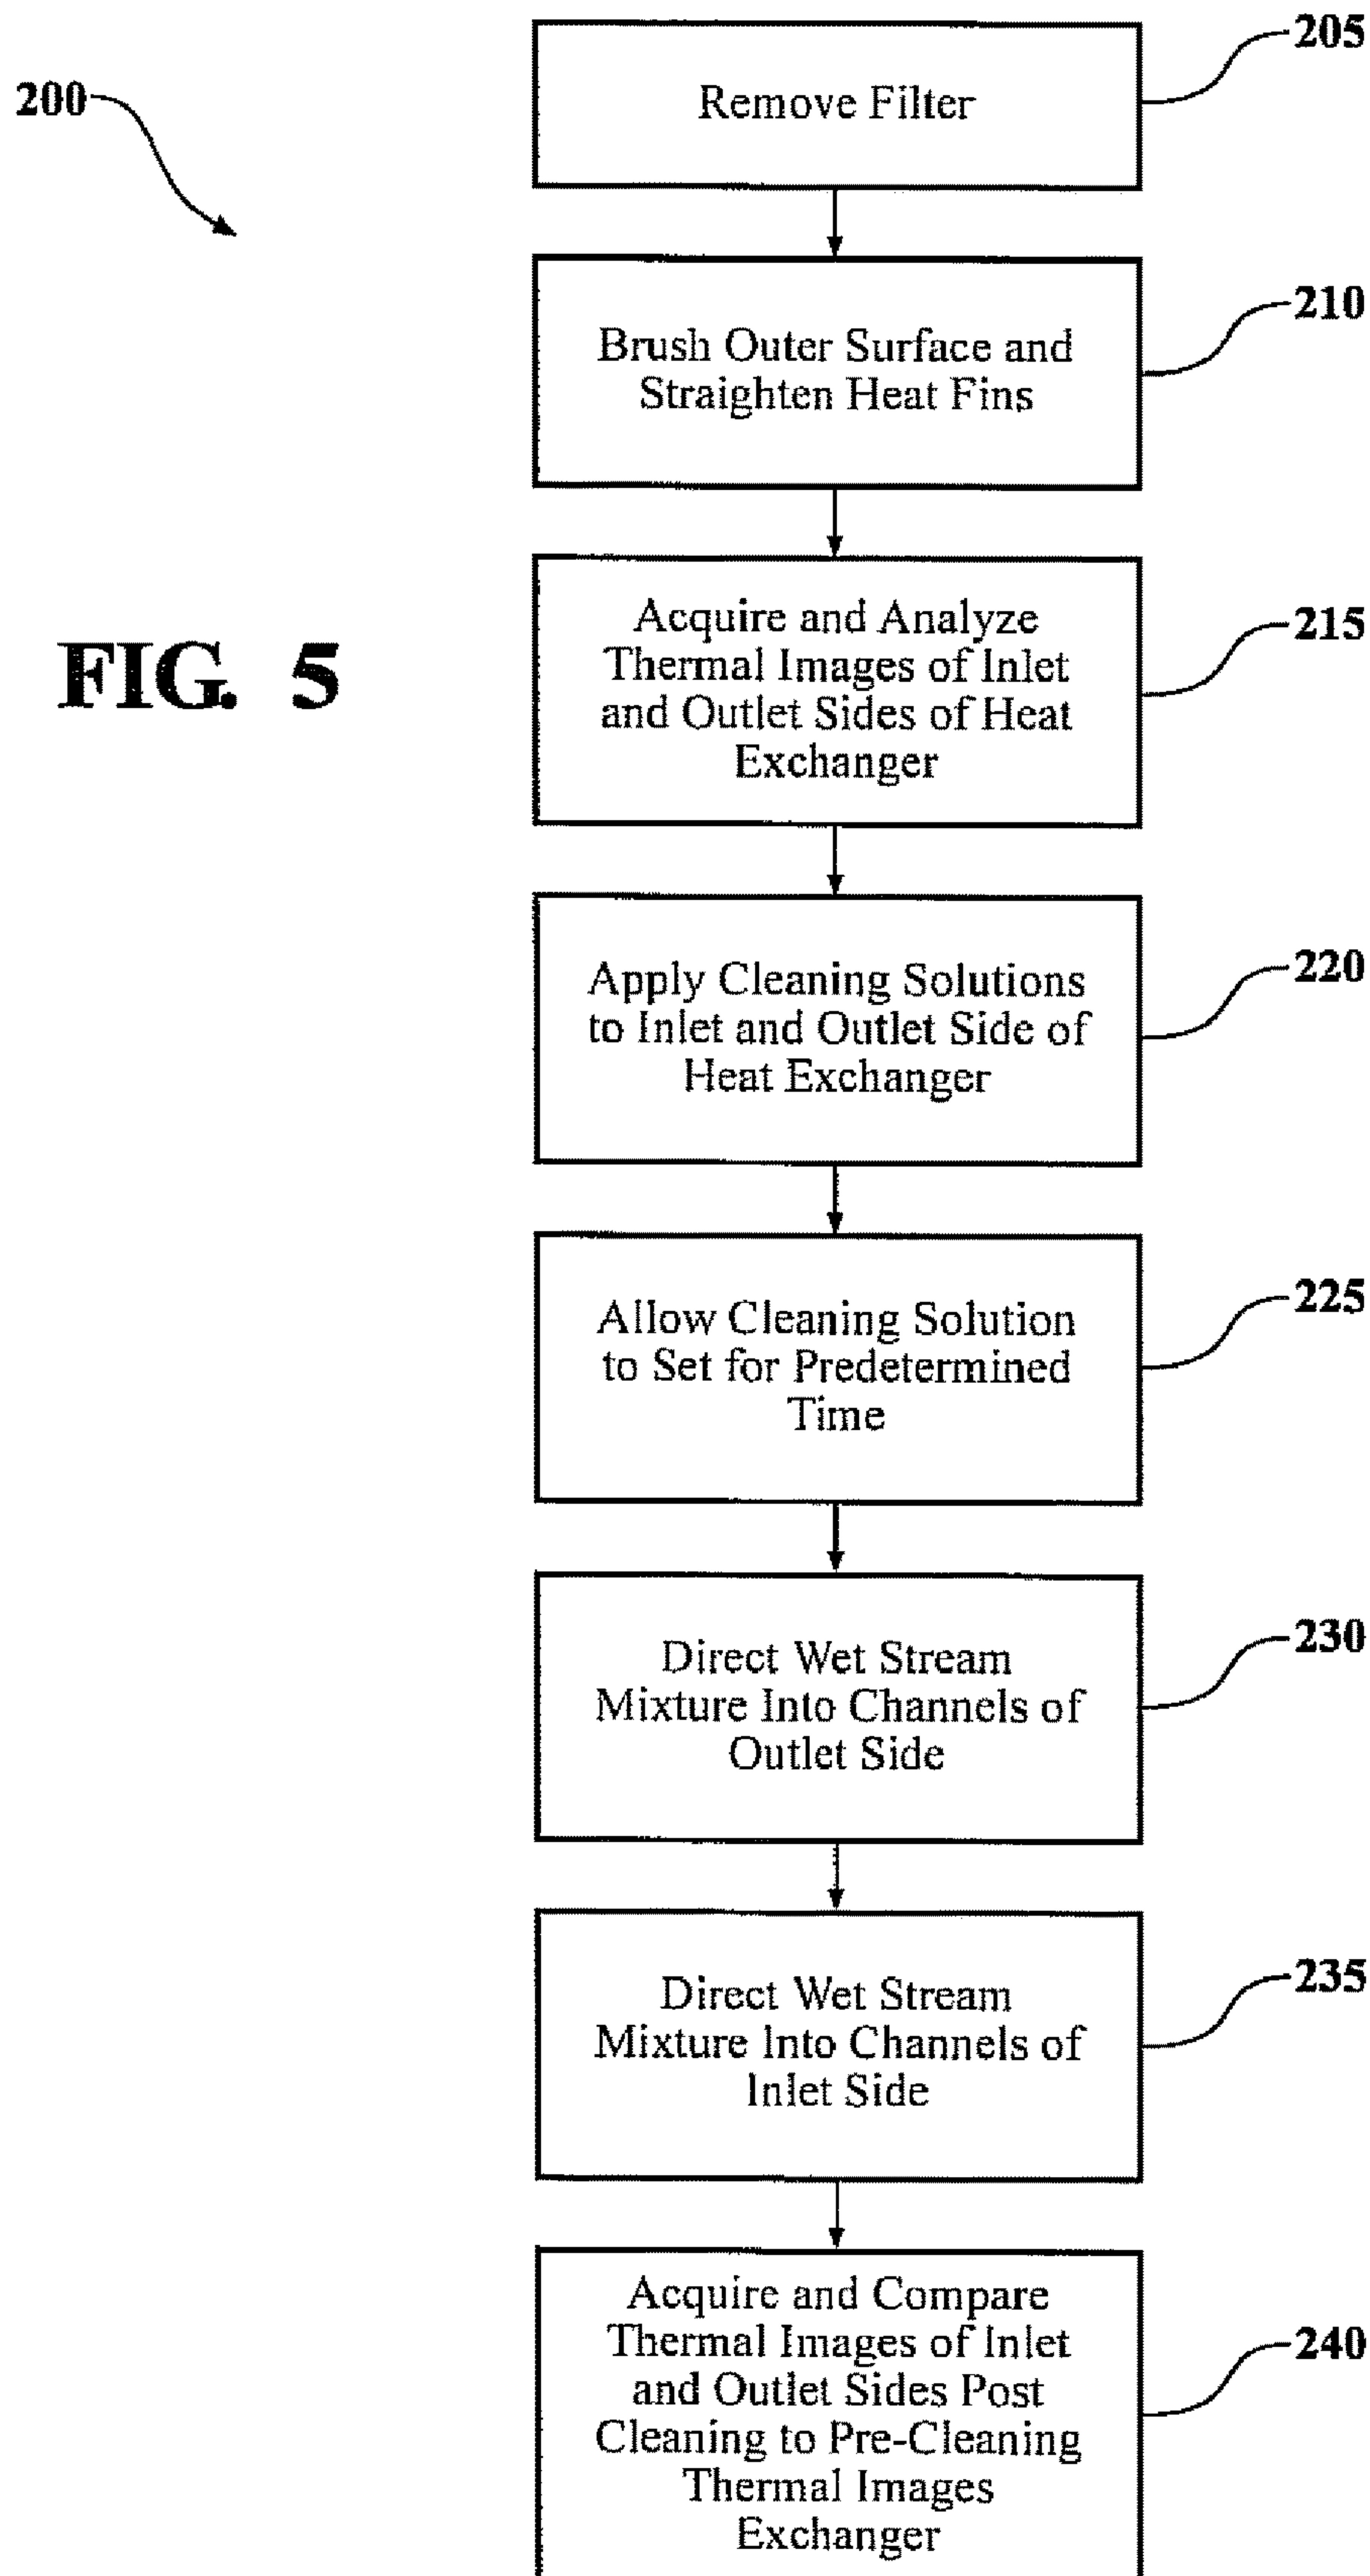 200
205
Remove Filter
210
Brush Outer Surface and
Straighten Heat Fins
FIG. 5
215
Acquire and Analyze
Thermal Images of Inlet
and Outlet Sides of Heat
Exchanger
220
Apply Cleaning Solutions
to Inlet and Outlet Side of
Heat Exchanger
225
Allow Cleaning Solution
to Set for Predetermined
Time
230
Direct Wet Stream
Mixture Into Channels of
Outlet Side
235
Direct Wet Stream
Mixture Into Channels of
Inlet Side
240
Acquire and Compare
Thermal Images of Inlet
and Outlet Sides Post
Cleaning to Pre-Cleaning
Thermal Images
Exchanger